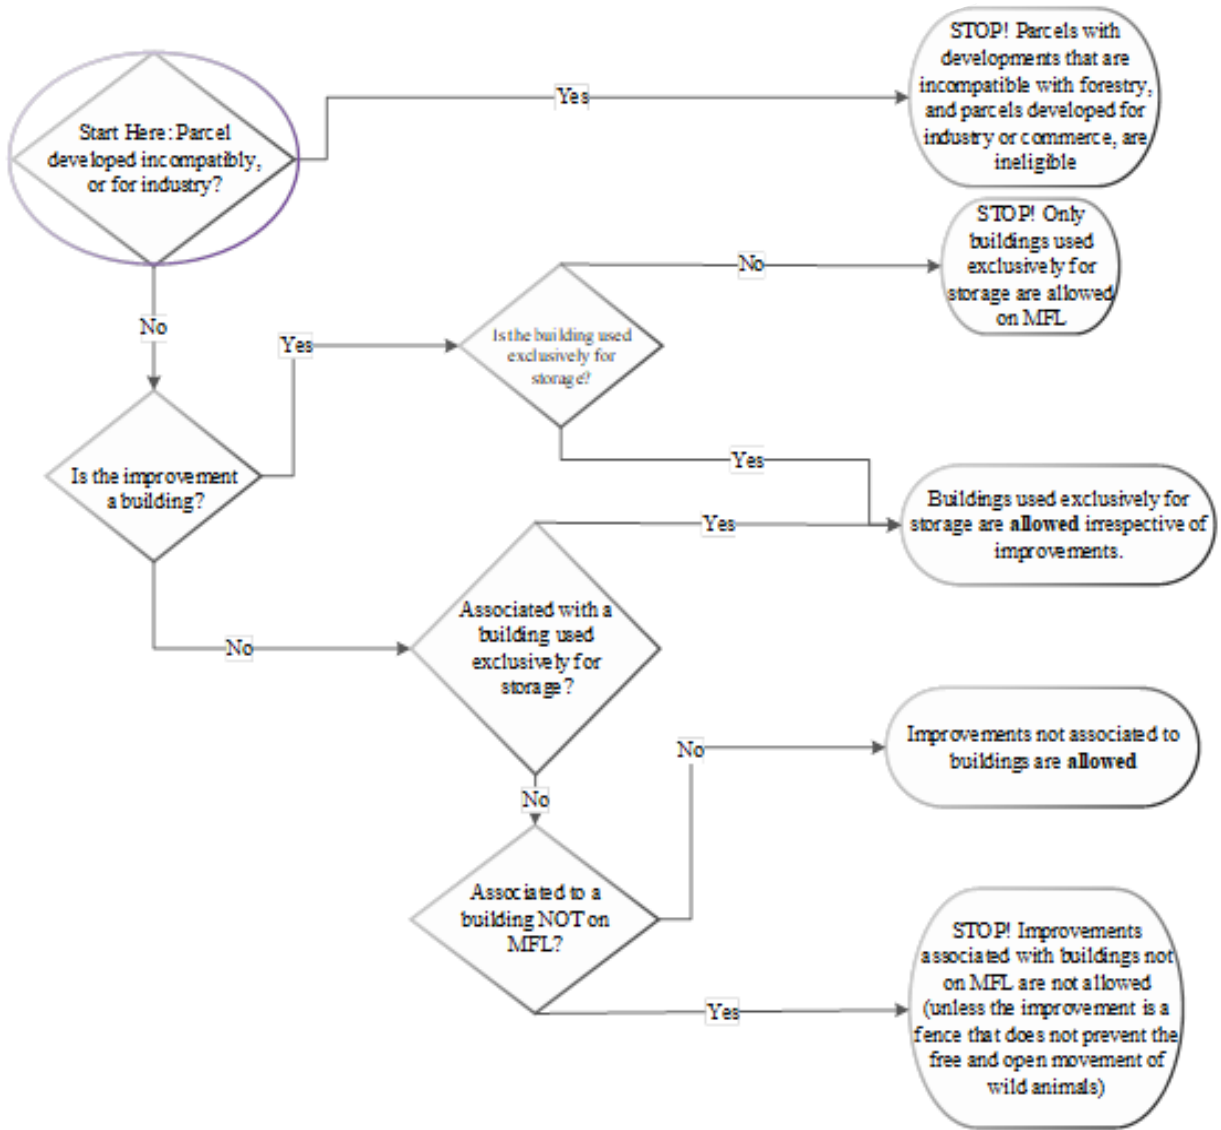 Start Here: Parcel
developed incompatibly,
or for industry?
Yes
STOP! Parcels with
developments that are
incompatible with forestry,
and parcels developed for
industry or commerce, are
ineligible
No
Is the improvement
a building?
Yes
Is the building used
exclusively for
storage?
No
STOP! Only
buildings used
exclusively for
storage are allowed
on MFL
Yes
Buildings used exclusively for
storage are allowed irrespective of
improvements.
No
Associated with a
building used
exclusively for
storage?
Yes
No
Associated to a
building NOT on
MFL?
No
Improvements not associated to
buildings are allowed
Yes
STOP! Improvements
associated with buildings not
on MFL are not allowed
(unless the improvement is a
fence that does not prevent the
free and open movement of
wild animals)